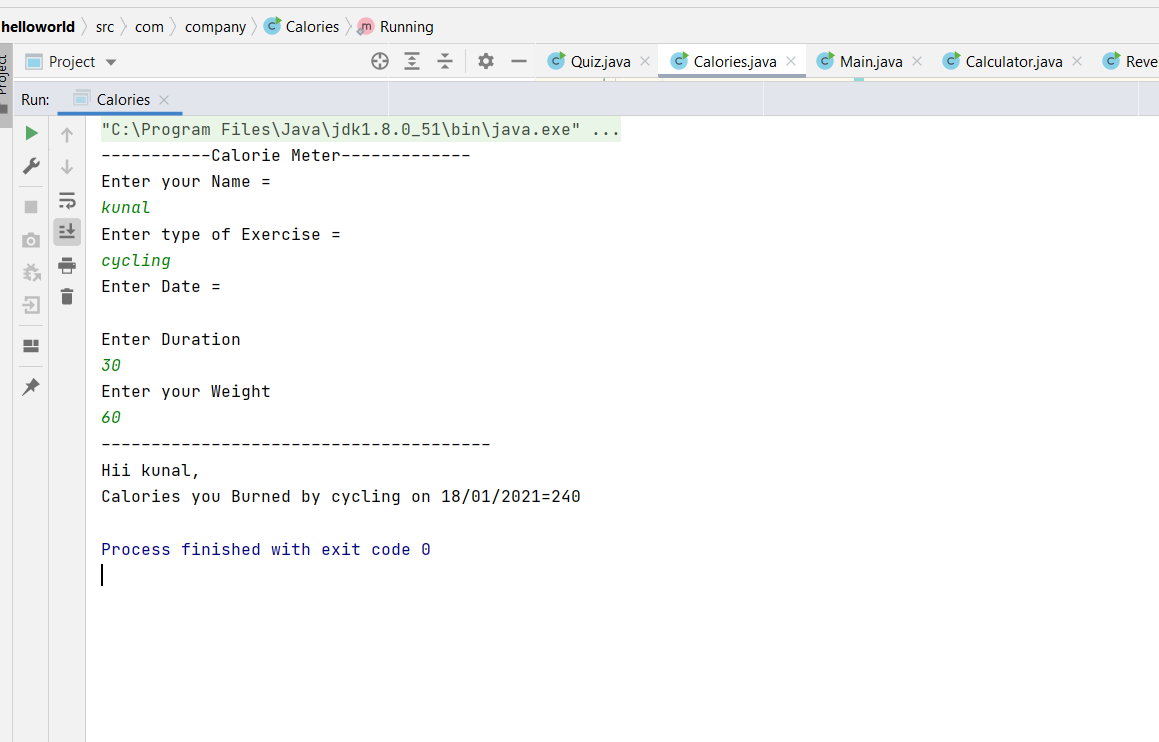 helloworld src com company Calories Running
Project
Project Quiz.java Calories.java Main.java Calculator.java Reve
Run: Calories
"C:\Program Files\Java\jdk1.8.0_51\bin\java.exe" ...
-----------Calorie Meter-------------
Enter your Name =
kunal
Enter type of Exercise =
cycling
Enter Date =
Enter Duration
30
Enter your Weight
60
---------------------------------------
Hii kunal,
Calories you Burned by cycling on 18/01/2021=240
Process finished with exit code 0